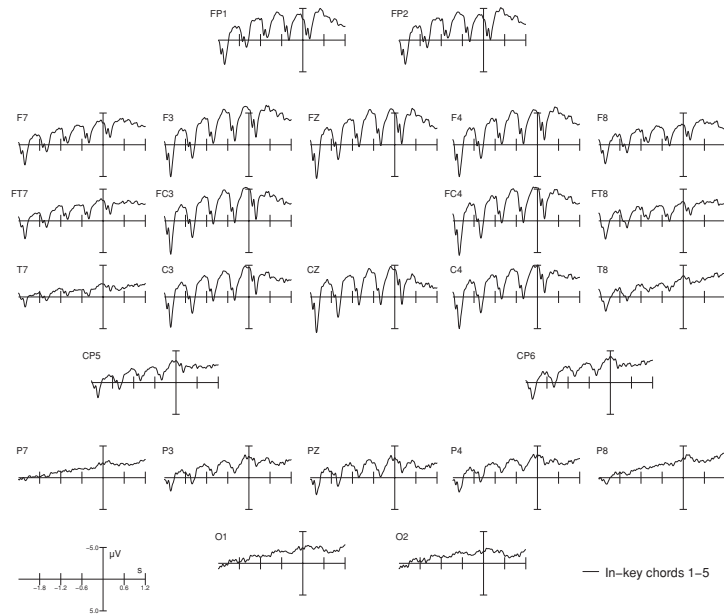 FP1 FP2
F7 F3 FZ F4 F8
FT7 FC3 FC4 FT8
T7 C3 CZ C4 T8
CP5 CP6
P7 P3 PZ P4 P8
O1 O2
−5.0
μV
s
−1.8 −1.2 −0.6 0.6 1.2
5.0
In−key chords 1−5